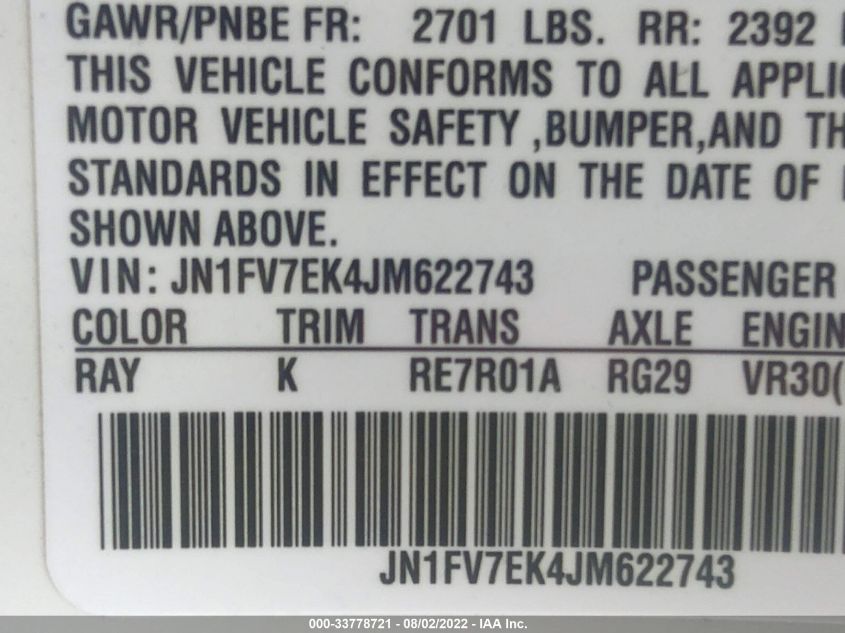 GAWR/PNBE FR: 2701 LBS. RR: 2392
THIS VEHICLE CONFORMS TO ALL APPLIC
MOTOR VEHICLE SAFETY ,BUMPER,AND TH
STANDARDS IN EFFECT ON THE DATE OF
SHOWN ABOVE.
VIN: JN1FV7EK4JM622743 PASSENGER
COLOR TRIM TRANS AXLE ENGIN
RAY K RE7R01A RG29 VR30(
JN1FV7EK4JM622743
000-33778721 - 08/02/2022 - IAA Inc.